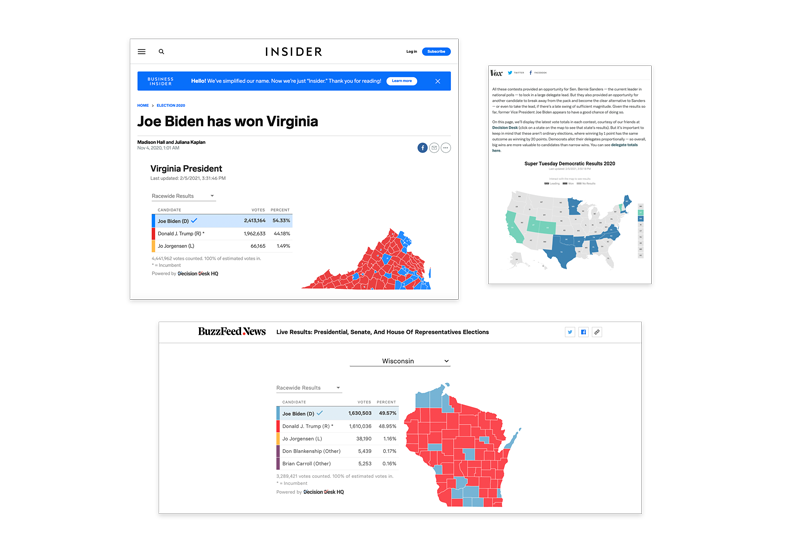 INSIDER
Log in
Subscribe
BUSINESS
INSIDER
Hello! We've simplified our name. Now we're just "Insider." Thank you for reading!
Learn more
HOME
ELECTION 2020
Joe Biden has won Virginia
Madison Hall and Juliana Kaplan
Nov 4, 2020, 1:01 AM
Virginia President
Last updated: 2/5/2021, 3:31:46 PM
Racewide Results
CANDIDATE VOTES PERCENT
Joe Biden (D) 2,413,164 54.33%
Donald J. Trump (R) * 1,962,633 44.18%
Jo Jorgensen (L) 66,165 1.49%
4,441,962 votes counted. 100% of estimated votes in.
* = Incumbent
Powered by Decision Desk HQ
Vox
TWITTER
FACEBOOK
All these contests provided an opportunity for Sen. Bernie Sanders — the current leader in
national polls — to lock in a large delegate lead. But they also provided an opportunity for
another candidate to break away from the pack and become the clear alternative to Sanders
— or even to take the lead, if there's a late swing of sufficient magnitude. Given the results so
far, former Vice President Joe Biden appears to have a good chance of doing so.
On this page, we'll display the latest vote totals in each contest, courtesy of our friends at
Decision Desk (click on a state on the map to see that state's results). But it's important to
keep in mind that these aren't ordinary elections, where winning by 1 point has the same
outcome as winning by 20 points. Democrats allot their delegates proportionally — so overall,
big wins are more valuable to candidates than narrow wins. You can see delegate totals
here.
Super Tuesday Democratic Results 2020
Leading
Won
No Results
BuzzFeed News
Live Results: Presidential, Senate, And House Of Representatives Elections
Wisconsin
Racewide Results
CANDIDATE VOTES PERCENT
Joe Biden (D) 1,630,503 49.57%
Donald J. Trump (R) * 1,610,036 48.95%
Jo Jorgensen (L) 38,190 1.16%
Don Blankenship (Other) 5,439 0.17%
Brian Carroll (Other) 5,253 0.16%
3,289,421 votes counted. 100% of estimated votes in.
* = Incumbent
Powered by Decision Desk HQ